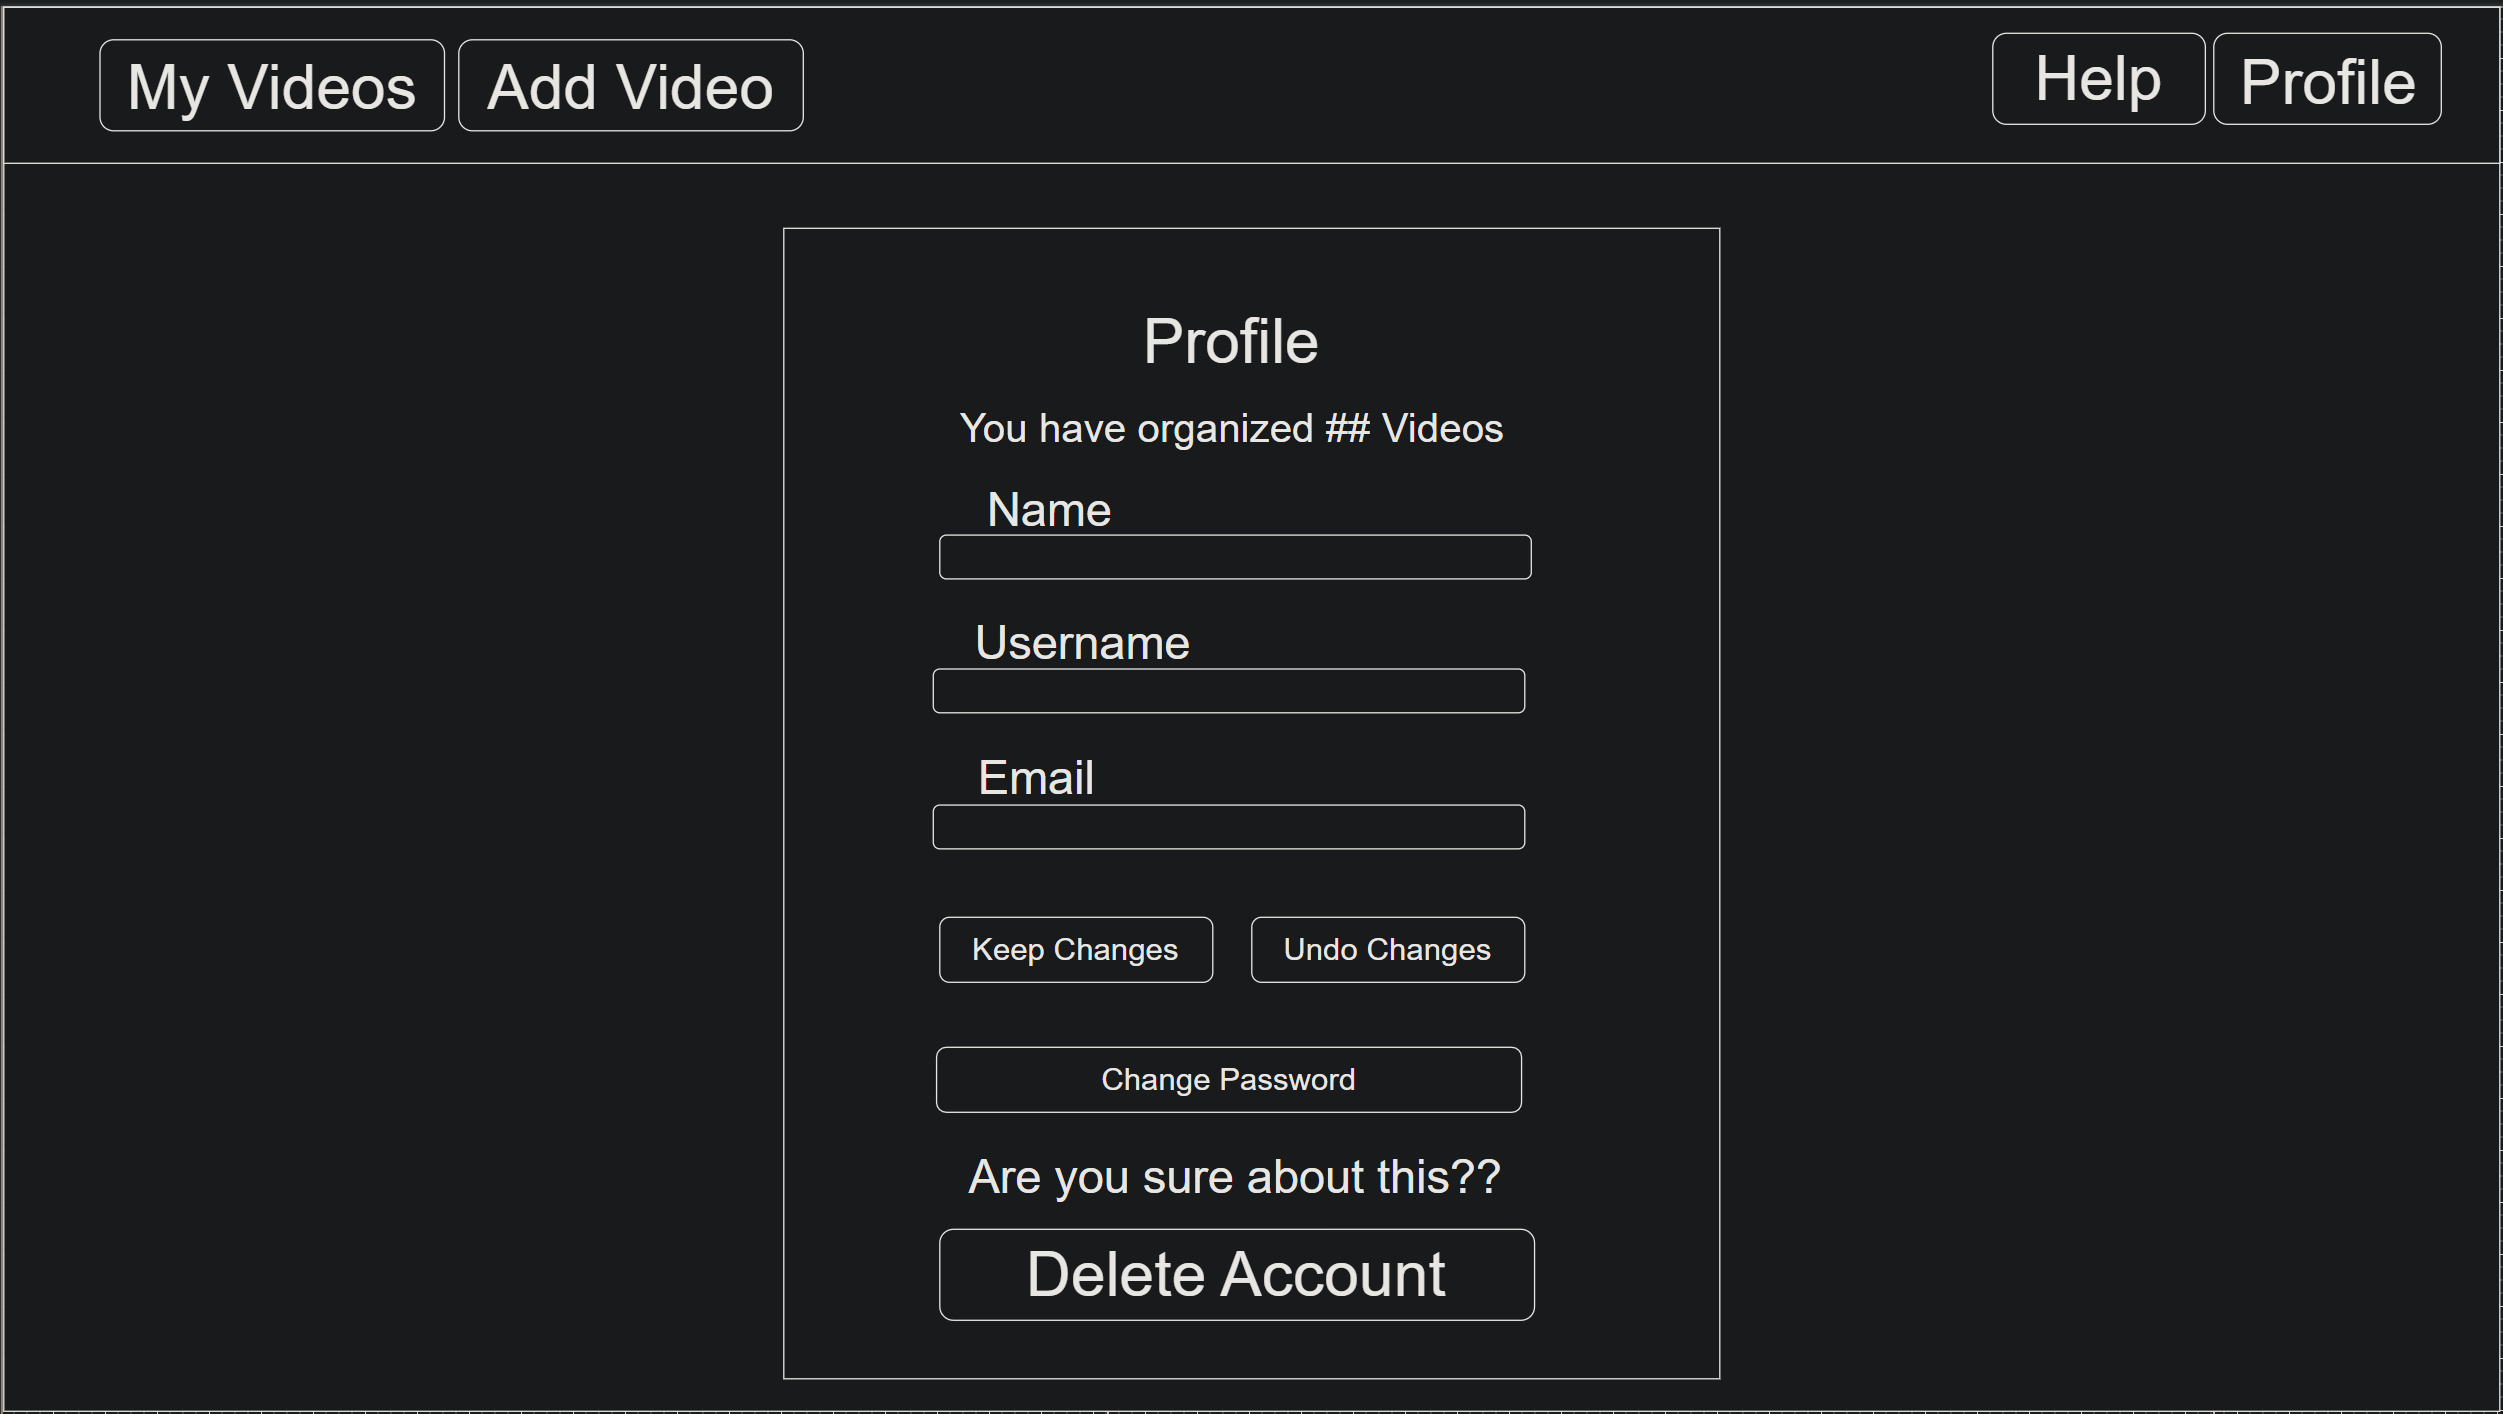 My Videos Add Video Help Profile
Profile
You have organized ## Videos
Name
Username
Email
Keep Changes Undo Changes
Change Password
Are you sure about this??
Delete Account